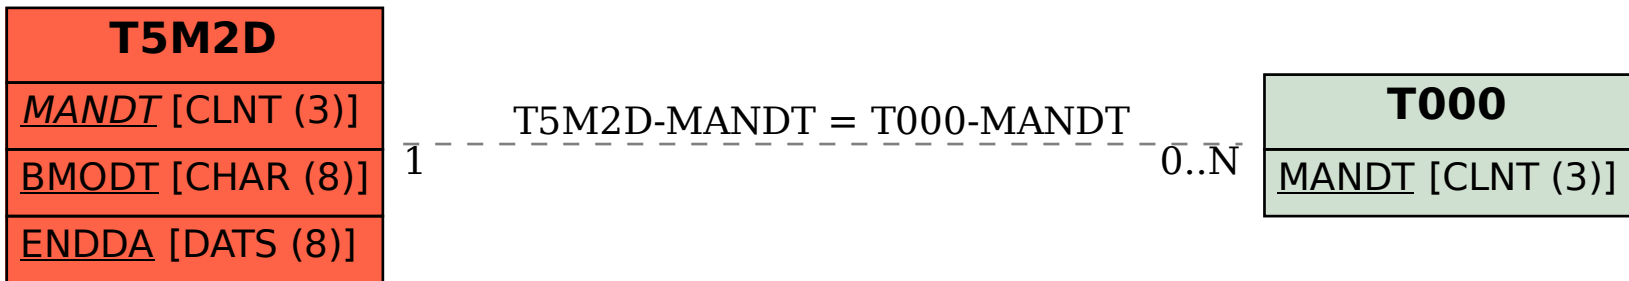 T5M2D
MANDT [CLNT (3)]
BMODT [CHAR (8)]
ENDDA [DATS (8)]
T5M2D-MANDT = T000-MANDT
1
0..N
T000
MANDT [CLNT (3)]